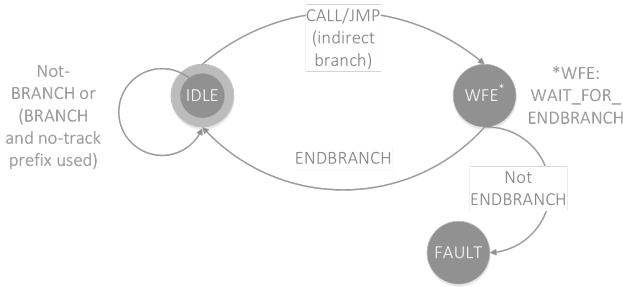 CALL/JMP
(indirect
branch)
Not-
BRANCH or
(BRANCH
and no-track
prefix used)
IDLE
WFE*
*WFE:
WAIT_FOR_
ENDBRANCH
ENDBRANCH
Not
ENDBRANCH
FAULT